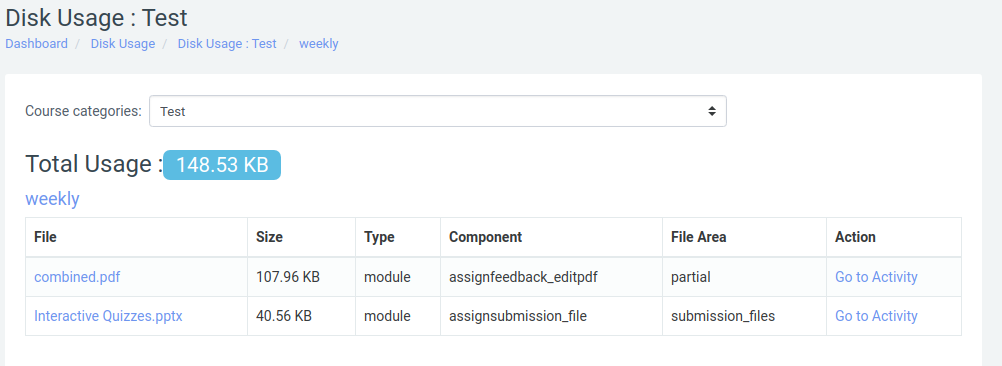 Disk Usage : Test
Dashboard / Disk Usage / Disk Usage : Test / weekly
Course categories: Test
Total Usage : 148.53 KB
weekly
File Size Type Component File Area Action
combined.pdf 107.96 KB module assignfeedback_editpdf partial Go to Activity
Interactive Quizzes.pptx 40.56 KB module assignsubmission_file submission_files Go to Activity